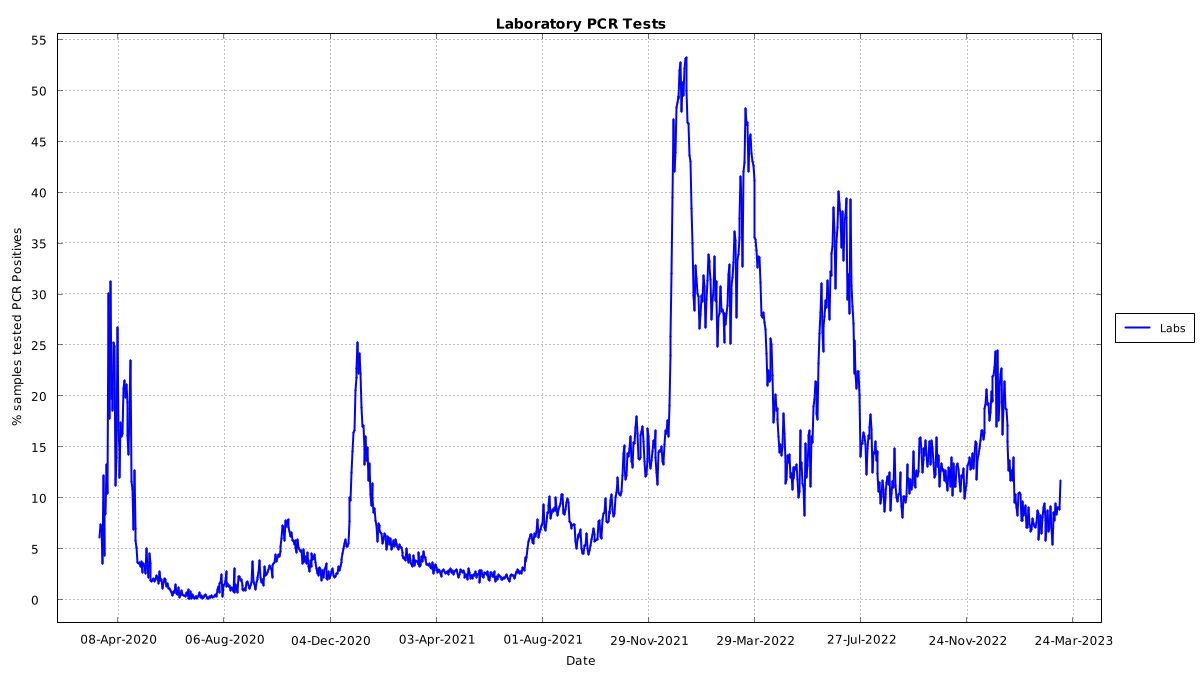 Laboratory PCR Tests
% samples tested PCR Positives
55
50
45
40
35
30
25
20
15
10
5
0
08-Apr-2020 06-Aug-2020 04-Dec-2020 03-Apr-2021 01-Aug-2021 29-Nov-2021 29-Mar-2022 27-Jul-2022 24-Nov-2022 24-Mar-2023
Date
Labs